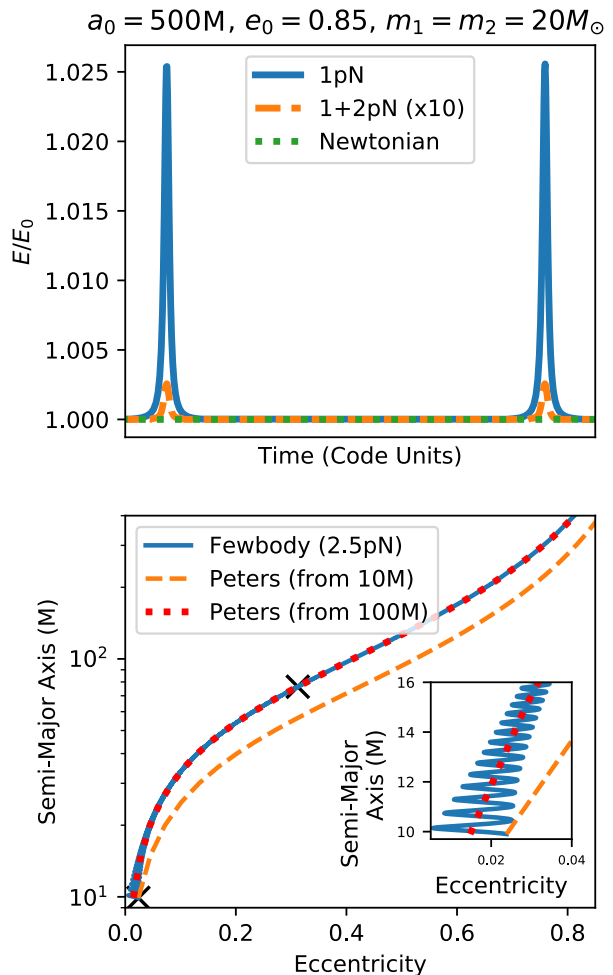 a₀ = 500M, e₀ = 0.85, m₁ = m₂ = 20M⊙
1.025
1.020
1.015
1.010
1.005
1.000
E/E₀
1pN
1+2pN (x10)
Newtonian
Time (Code Units)
Fewbody (2.5pN)
Peters (from 10M)
Peters (from 100M)
10²
10¹
Semi-Major Axis (M)
16
14
12
10
Semi-Major
Axis (M)
0.02
0.04
Eccentricity
0.0
0.2
0.4
0.6
0.8
Eccentricity